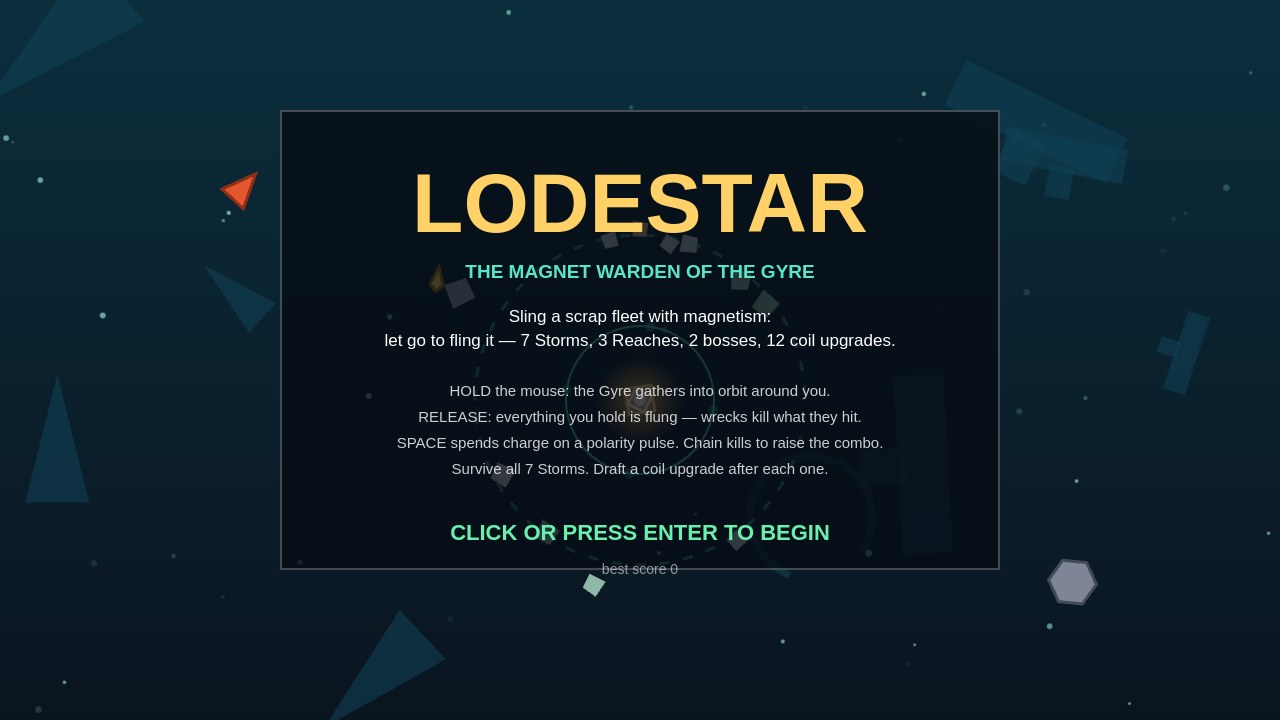 LODESTAR
THE MAGNET WARDEN OF THE GYRE
Sling a scrap fleet with magnetism:
let go to fling it — 7 Storms, 3 Reaches, 2 bosses, 12 coil upgrades.
HOLD the mouse: the Gyre gathers into orbit around you.
RELEASE: everything you hold is flung — wrecks kill what they hit.
SPACE spends charge on a polarity pulse. Chain kills to raise the combo.
Survive all 7 Storms. Draft a coil upgrade after each one.
CLICK OR PRESS ENTER TO BEGIN
best score 0